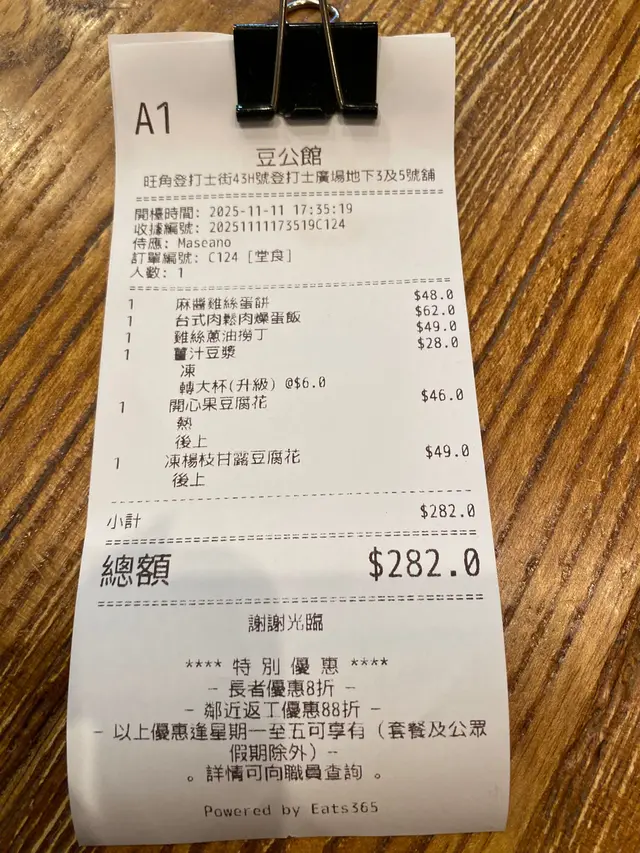 A1
豆公館
旺角登打士街43H號登打士廣場地下3及5號舖
開檯時間: 2025-11-11 17:35:19
收據編號: 20251111173519C124
侍應: Maseano
訂單編號: C124 [堂食]
人數: 1
1 麻醬雞絲蛋餅 $48.0
1 台式肉鬆肉燥蛋飯 $62.0
1 雞絲蔥油撈丁 $49.0
1 薑汁豆漿 $28.0
凍
轉大杯(升級) @$6.0
1 開心果豆腐花 $46.0
熱
後上
1 凍楊枝甘露豆腐花 $49.0
後上
小計 $282.0
總額 $282.0
謝謝光臨
**** 特別優惠 ****
- 長者優惠8折 -
- 鄰近返工優惠88折 -
- 以上優惠逢星期一至五可享有 (套餐及公眾
假期除外) --
。詳情可向職員查詢 。
Powered by Eats365